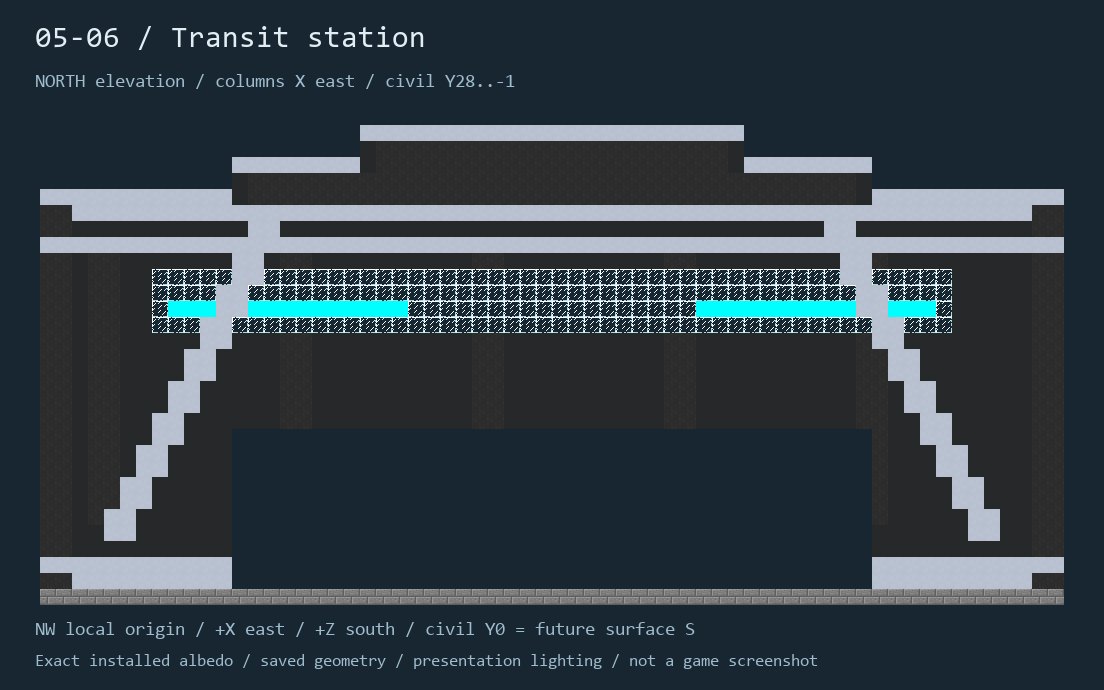 05-06 / Transit station
NORTH elevation / columns X east / civil Y28..-1
NW local origin / +X east / +Z south / civil Y0 = future surface S
Exact installed albedo / saved geometry / presentation lighting / not a game screenshot